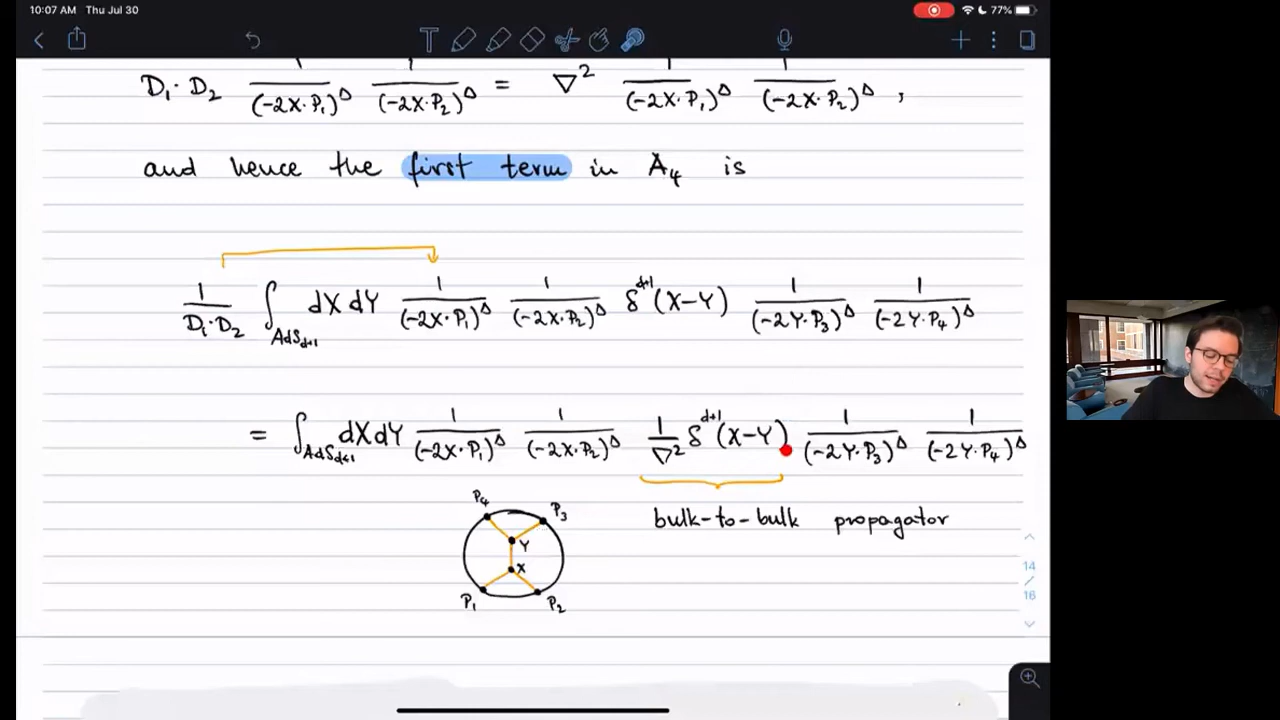 10:07 AM Thu Jul 30
77%
D₁·D₂ 1/(-2X·P₁)^Δ 1/(-2X·P₂)^Δ = ∇² 1/(-2X·P₁)^Δ 1/(-2X·P₂)^Δ ,
and hence the first term in A₄ is
1/(D₁·D₂) ∫_{AdS_{d+1}} dX dY 1/(-2X·P₁)^Δ 1/(-2X·P₂)^Δ δ^{d+1}(X-Y) 1/(-2Y·P₃)^Δ 1/(-2Y·P₄)^Δ
= ∫_{AdS_{d+1}} dX dY 1/(-2X·P₁)^Δ 1/(-2X·P₂)^Δ 1/∇² δ^{d+1}(X-Y) 1/(-2Y·P₃)^Δ 1/(-2Y·P₄)^Δ
bulk-to-bulk propagator
P₄ P₃
Y
X
P₁ P₂
14
/
16